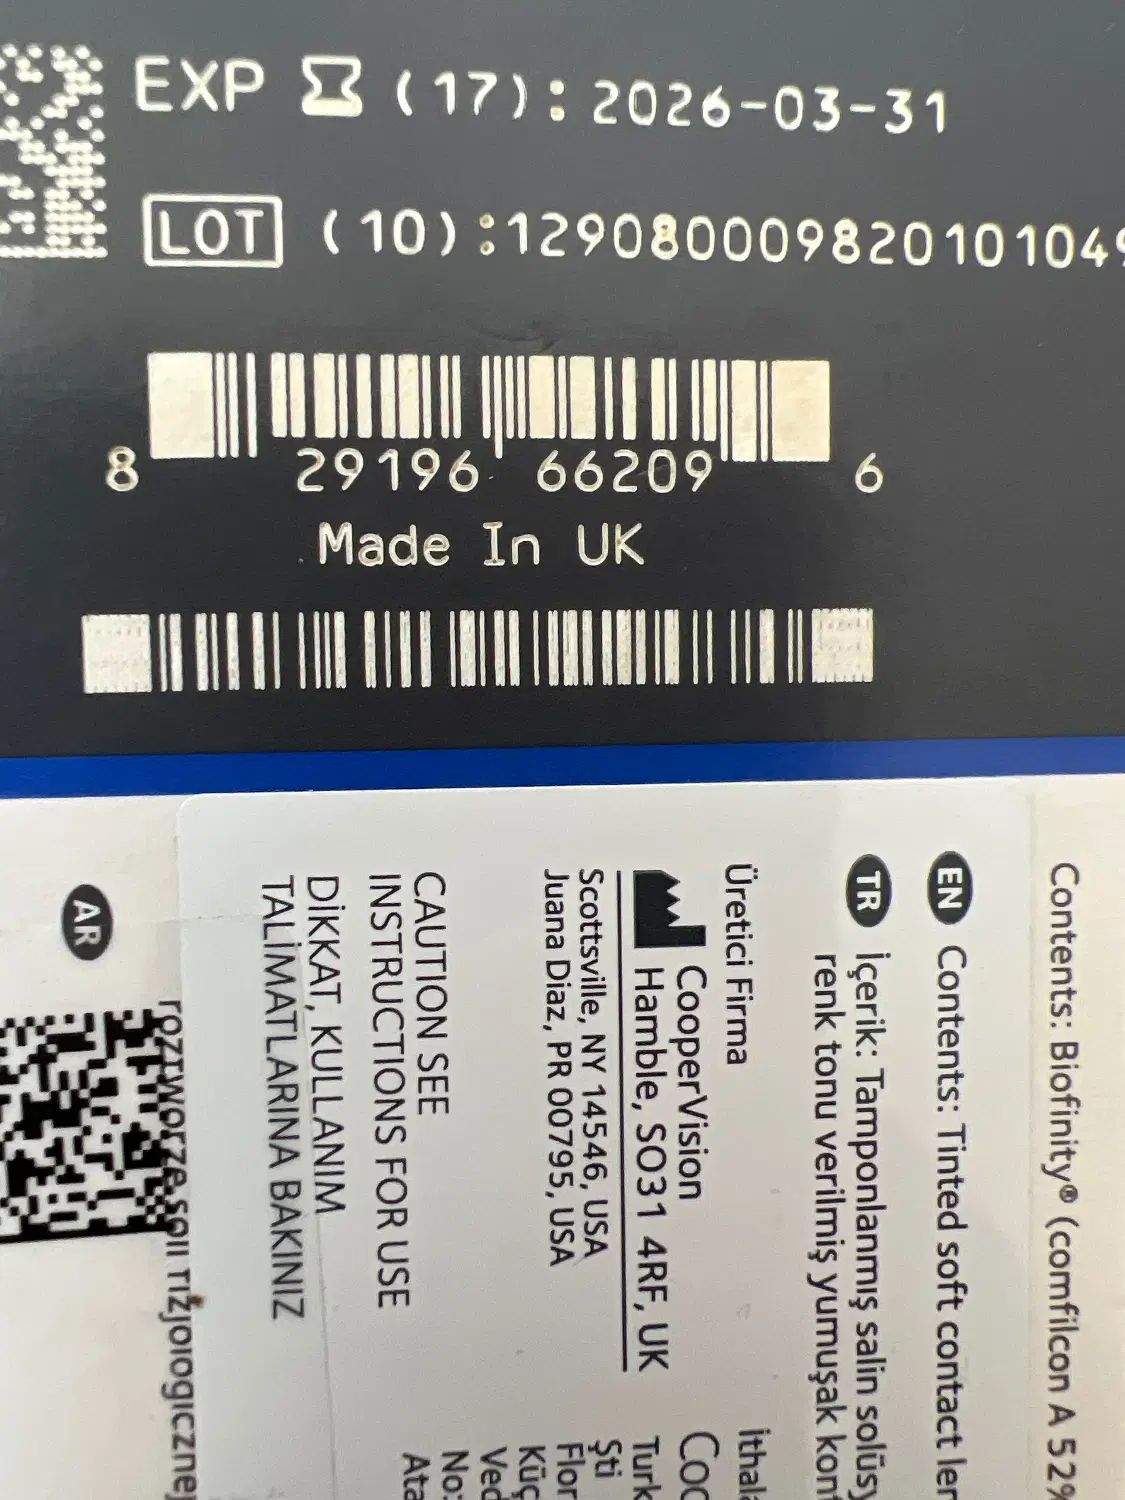 EXP (17): 2026-03-31
LOT (10):12908000982010104
8 29196 66209 6
Made In UK
Contents: Biofinity® (comfilcon A 52%
EN Contents: Tinted soft contact
TR İçerik: Tamponlanmış salin
renk tonu verilmiş yumuşak
Üretici Firma
CooperVision
Hamble, SO31 4RF, UK
Scottsville, NY 14546, USA
Juana Diaz, PR 00795, USA
CAUTION SEE
INSTRUCTIONS FOR USE
DİKKAT, KULLANIM
TALİMATLARINA BAKINIZ
AR